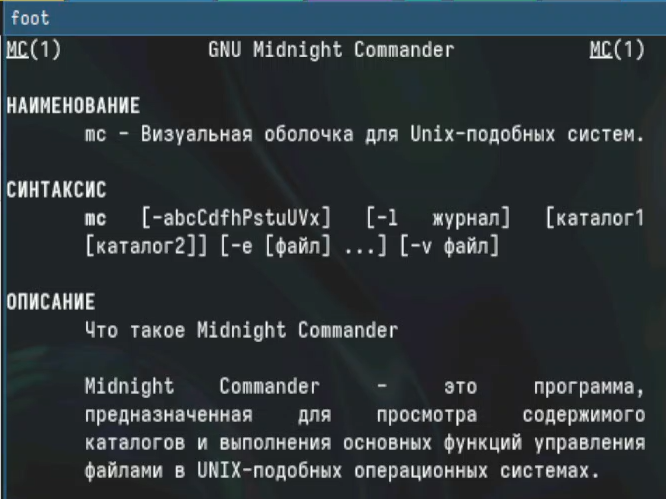 foot
MC(1) GNU Midnight Commander MC(1)
НАИМЕНОВАНИЕ
mc - Визуальная оболочка для Unix-подобных систем.
СИНТАКСИС
mc [-abcCdfhPstuUVx] [-l журнал] [каталог1
[каталог2]] [-e [файл] ...] [-v файл]
ОПИСАНИЕ
Что такое Midnight Commander
Midnight Commander - это программа,
предназначенная для просмотра содержимого
каталогов и выполнения основных функций управления
файлами в UNIX-подобных операционных системах.